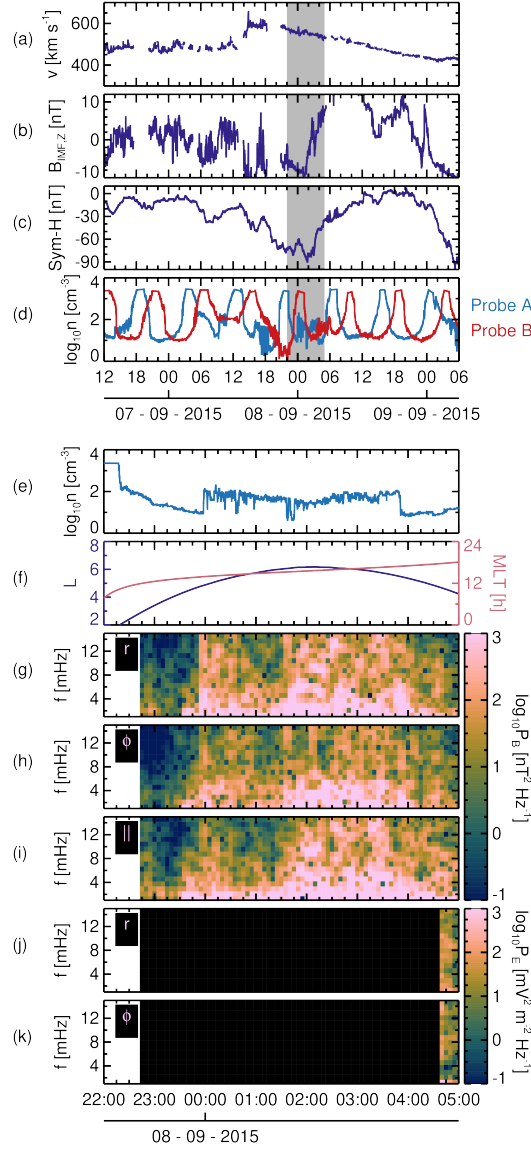 (a)
v [km s⁻¹]
600
400
(b)
B_IMF,Z [nT]
10
0
-10
(c)
Sym-H [nT]
0
-30
-60
-90
(d)
log₁₀n [cm⁻³]
4
2
0
Probe A
Probe B
12 18 00 06 12 18 00 06 12 18 00 06
07 - 09 - 2015 08 - 09 - 2015 09 - 09 - 2015
(e)
log₁₀n [cm⁻³]
4
2
0
(f)
L
8
6
4
2
24
12
0
MLT [h]
(g)
f [mHz]
12
8
4
r
(h)
f [mHz]
12
8
4
ϕ
(i)
f [mHz]
12
8
4
||
3
2
1
0
-1
log₁₀P_B [nT² Hz⁻¹]
(j)
f [mHz]
12
8
4
r
(k)
f [mHz]
12
8
4
ϕ
3
2
1
0
-1
log₁₀P_E [mV² m⁻² Hz⁻¹]
22:00 23:00 00:00 01:00 02:00 03:00 04:00 05:00
08 - 09 - 2015